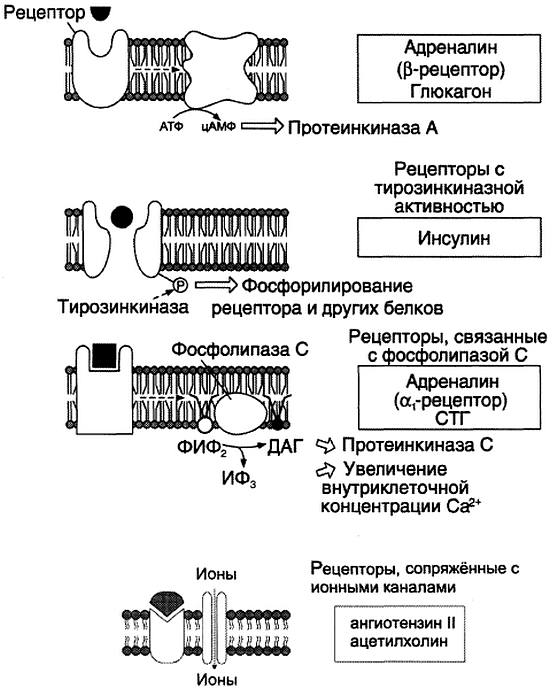 Рецептор
Адреналин
(β-рецептор)
Глюкагон
АТФ
цАМФ
Протеинкиназа А
Рецепторы с
тирозинкиназной
активностью
Инсулин
P
Фосфорилирование
Тирозинкиназа
рецептора и других белков
Рецепторы, связанные
с фосфолипазой С
Фосфолипаза С
Адреналин
(α₁-рецептор)
СТГ
ФИФ₂
ДАГ
Протеинкиназа С
ИФ₃
Увеличение
внутриклеточной
концентрации Ca²⁺
Ионы
Рецепторы, сопряжённые с
ионными каналами
ангиотензин II
ацетилхолин
Ионы